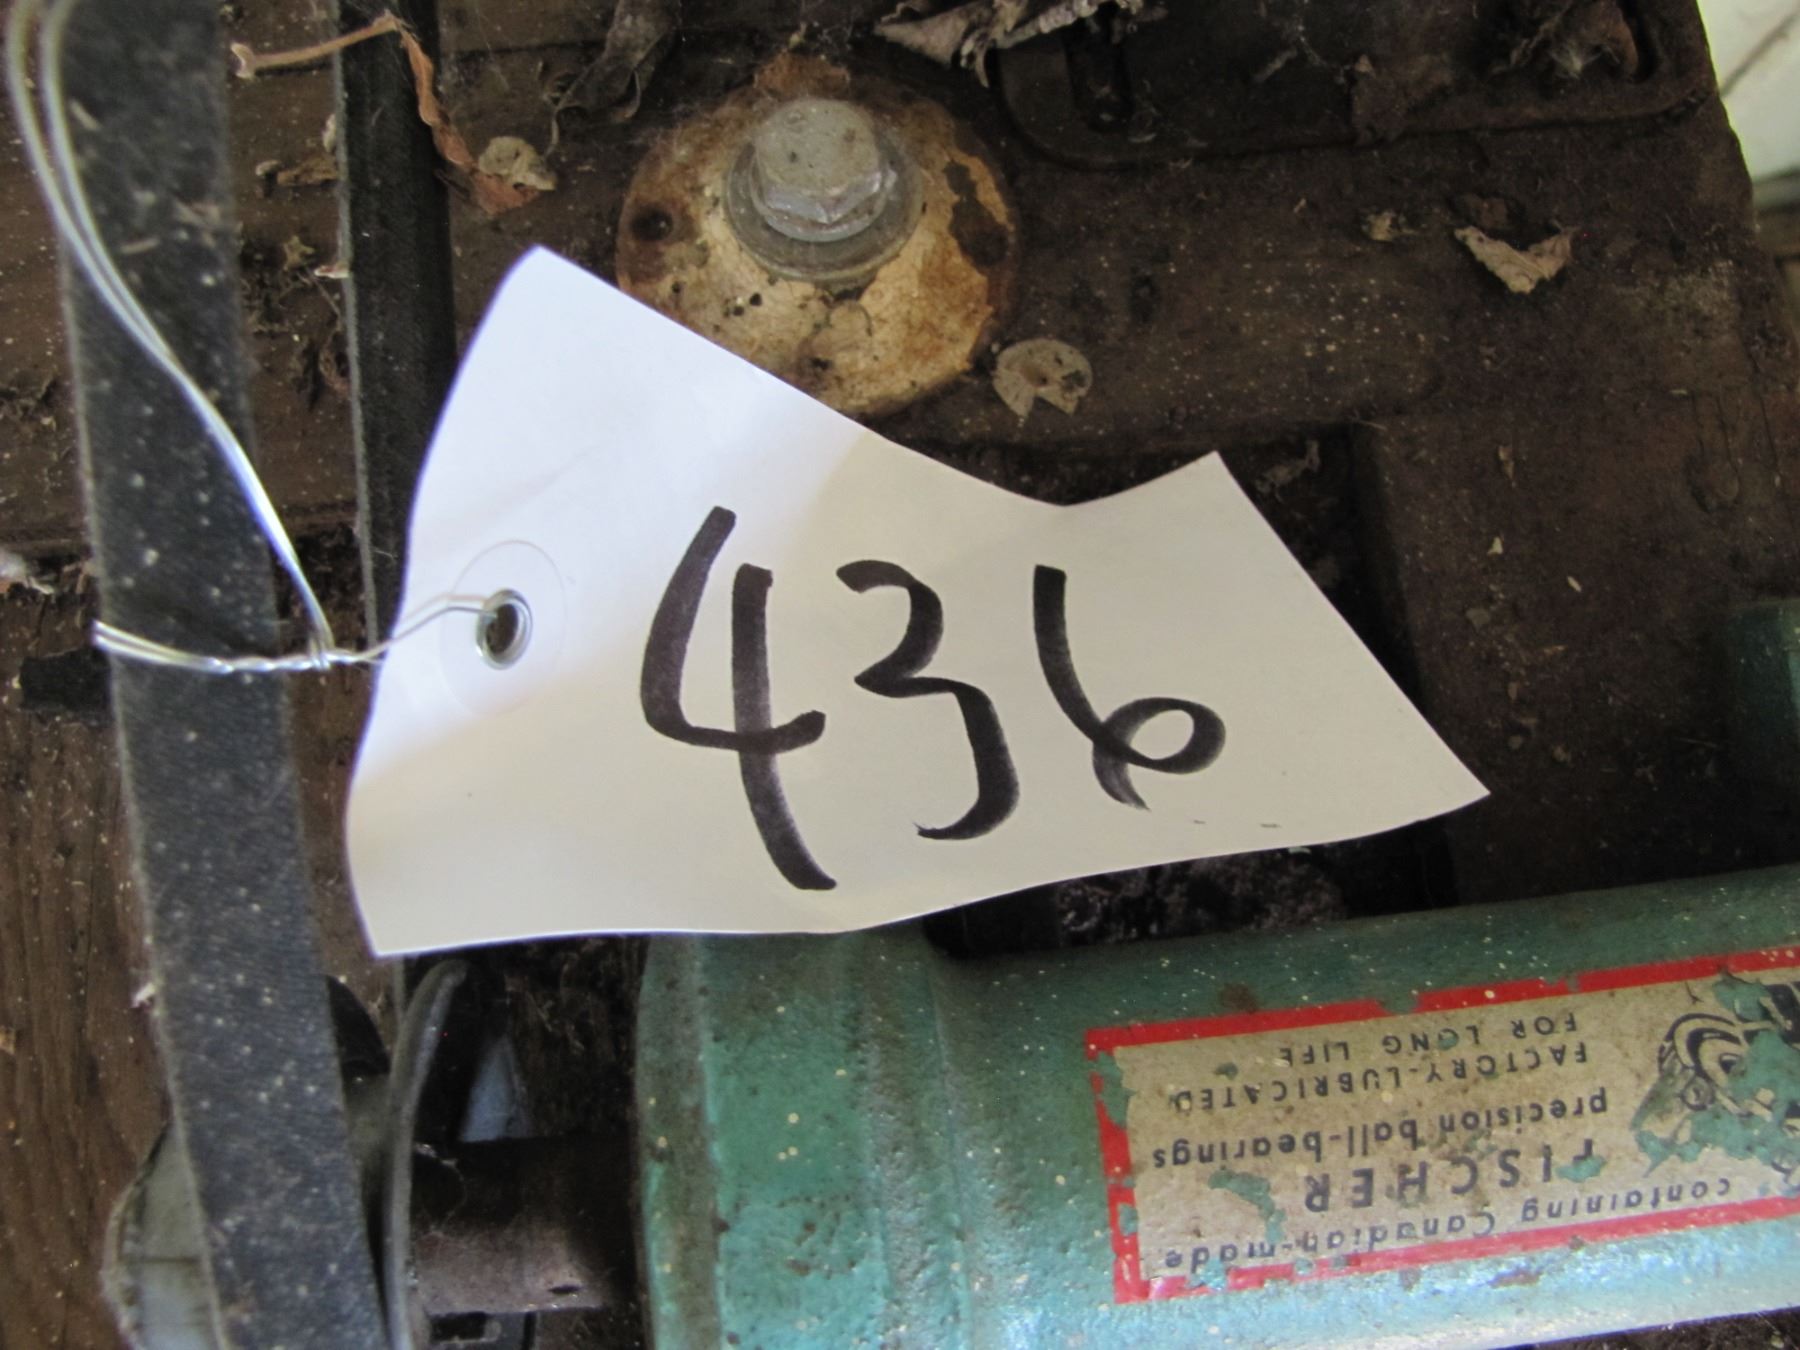 436
containing Canadian-made
FISCHER
precision ball-bearings
FACTORY-LUBRICATED
FOR LONG LIFE